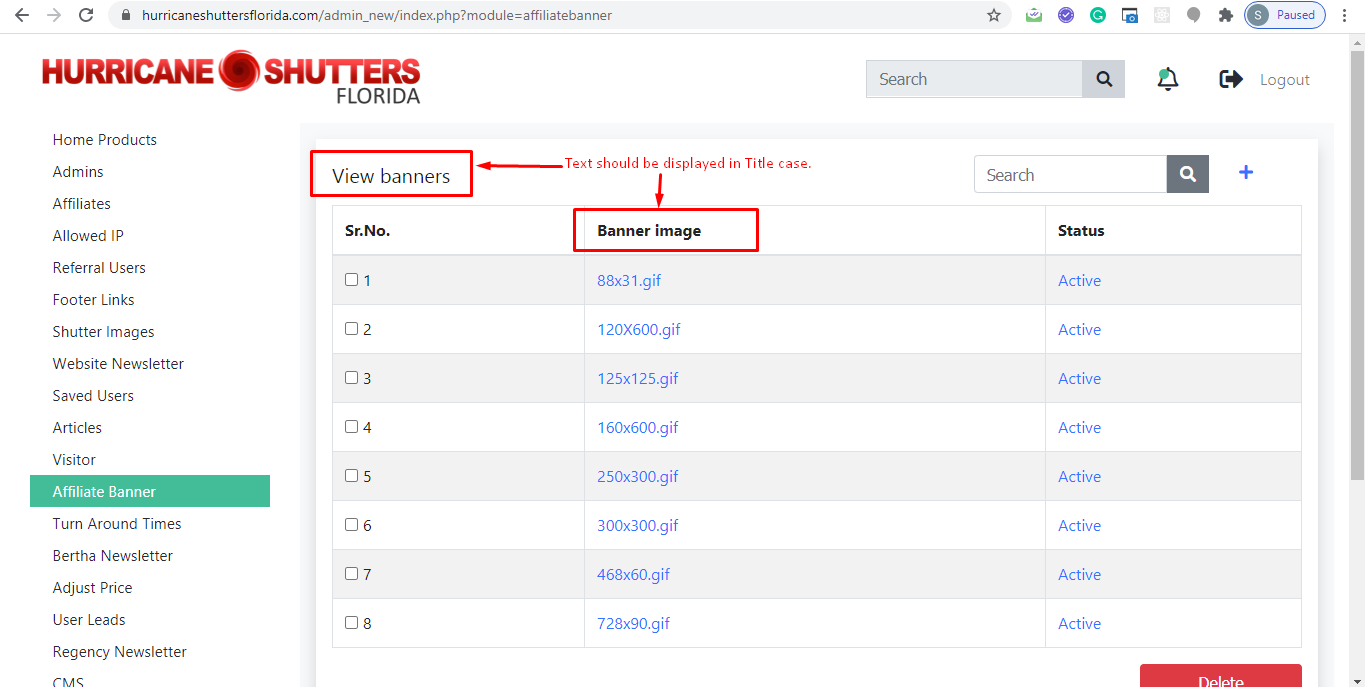 hurricaneshuttersflorida.com/admin_new/index.php?module=affiliatebanner
S Paused
HURRICANE SHUTTERS
FLORIDA
Search
Logout
Home Products
Admins
Affiliates
Allowed IP
Referral Users
Footer Links
Shutter Images
Website Newsletter
Saved Users
Articles
Visitor
Affiliate Banner
Turn Around Times
Bertha Newsletter
Adjust Price
User Leads
Regency Newsletter
CMS
View banners
Text should be displayed in Title case.
Search
Sr.No. Banner image Status
1 88x31.gif Active
2 120X600.gif Active
3 125x125.gif Active
4 160x600.gif Active
5 250x300.gif Active
6 300x300.gif Active
7 468x60.gif Active
8 728x90.gif Active
Delete